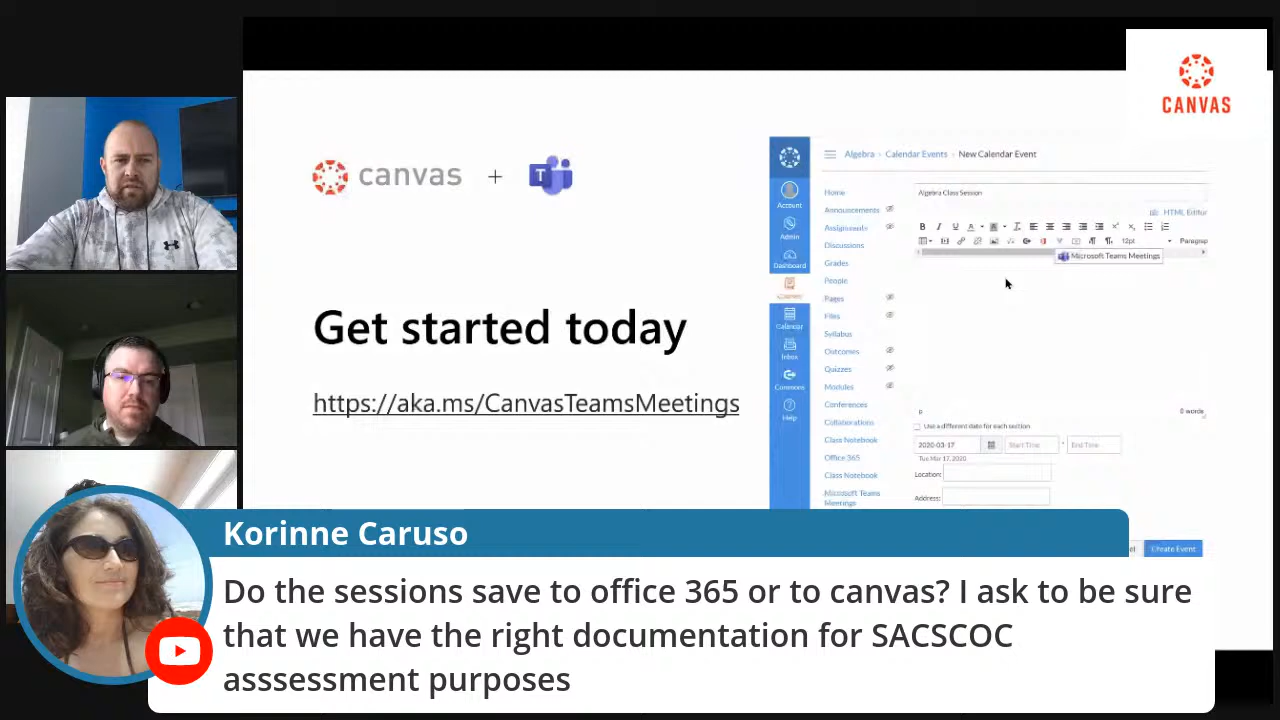 CANVAS
canvas + T
Get started today
https://aka.ms/CanvasTeamsMeetings
Algebra › Calendar Events › New Calendar Event
Algebra Class Session
HTML Editor
B I U A A
12pt Paragrap
Microsoft Teams Meetings
Account
Admin
Dashboard
Courses
Calendar
Inbox
Commons
Help
Home
Announcements
Assignments
Discussions
Grades
People
Pages
Files
Syllabus
Outcomes
Quizzes
Modules
Conferences
Collaborations
Class Notebook
Office 365
Class Notebook
Microsoft Teams
Meetings
p
0 words
Use a different date for each section
2020-03-17 Start Time - End Time
Tue Mar 17, 2020
Location:
Address:
Create Event
Korinne Caruso
Do the sessions save to office 365 or to canvas? I ask to be sure
that we have the right documentation for SACSCOC
asssessment purposes